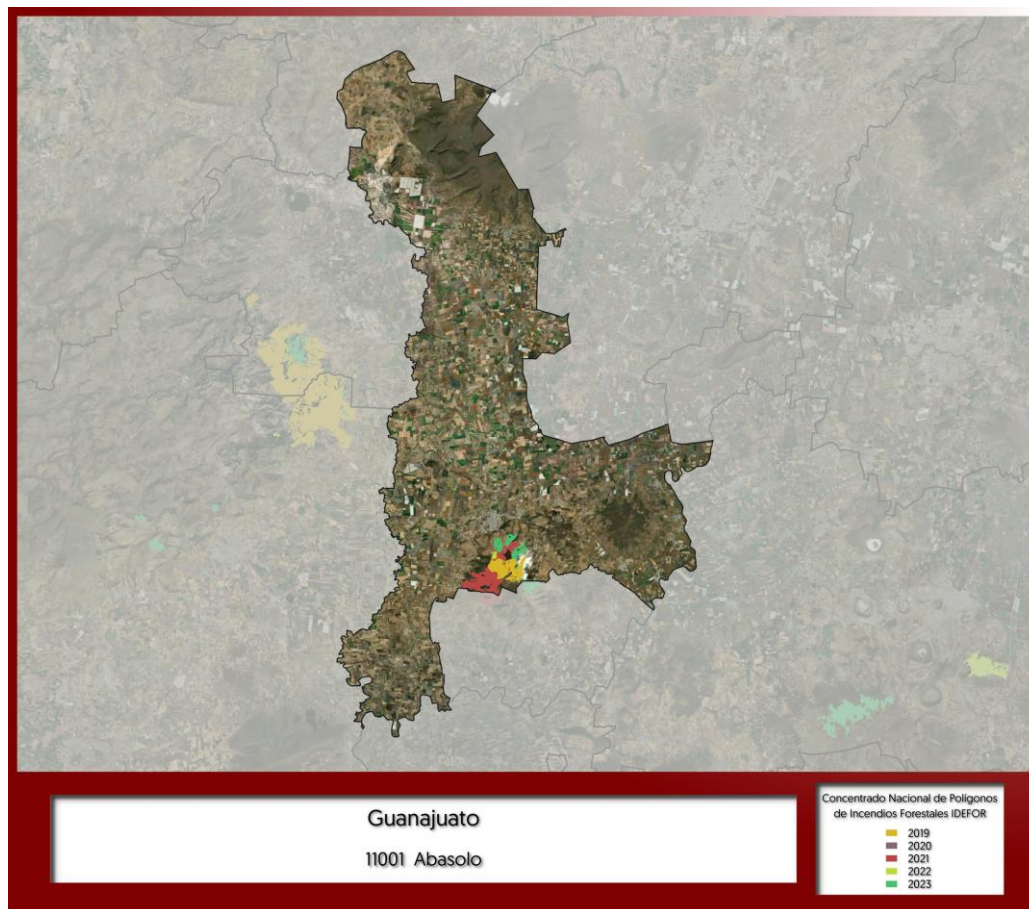 Guanajuato
11001 Abasolo
Concentrado Nacional de Polígonos
de Incendios Forestales IDEFOR
2019
2020
2021
2022
2023